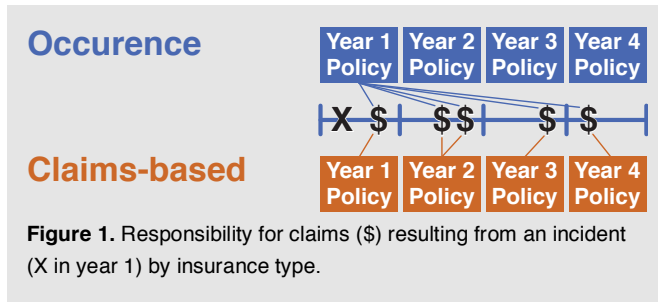 Occurence
Year 1 Policy
Year 2 Policy
Year 3 Policy
Year 4 Policy
X $ $ $ $ $
Claims-based
Year 1 Policy
Year 2 Policy
Year 3 Policy
Year 4 Policy
Figure 1. Responsibility for claims ($) resulting from an incident
(X in year 1) by insurance type.